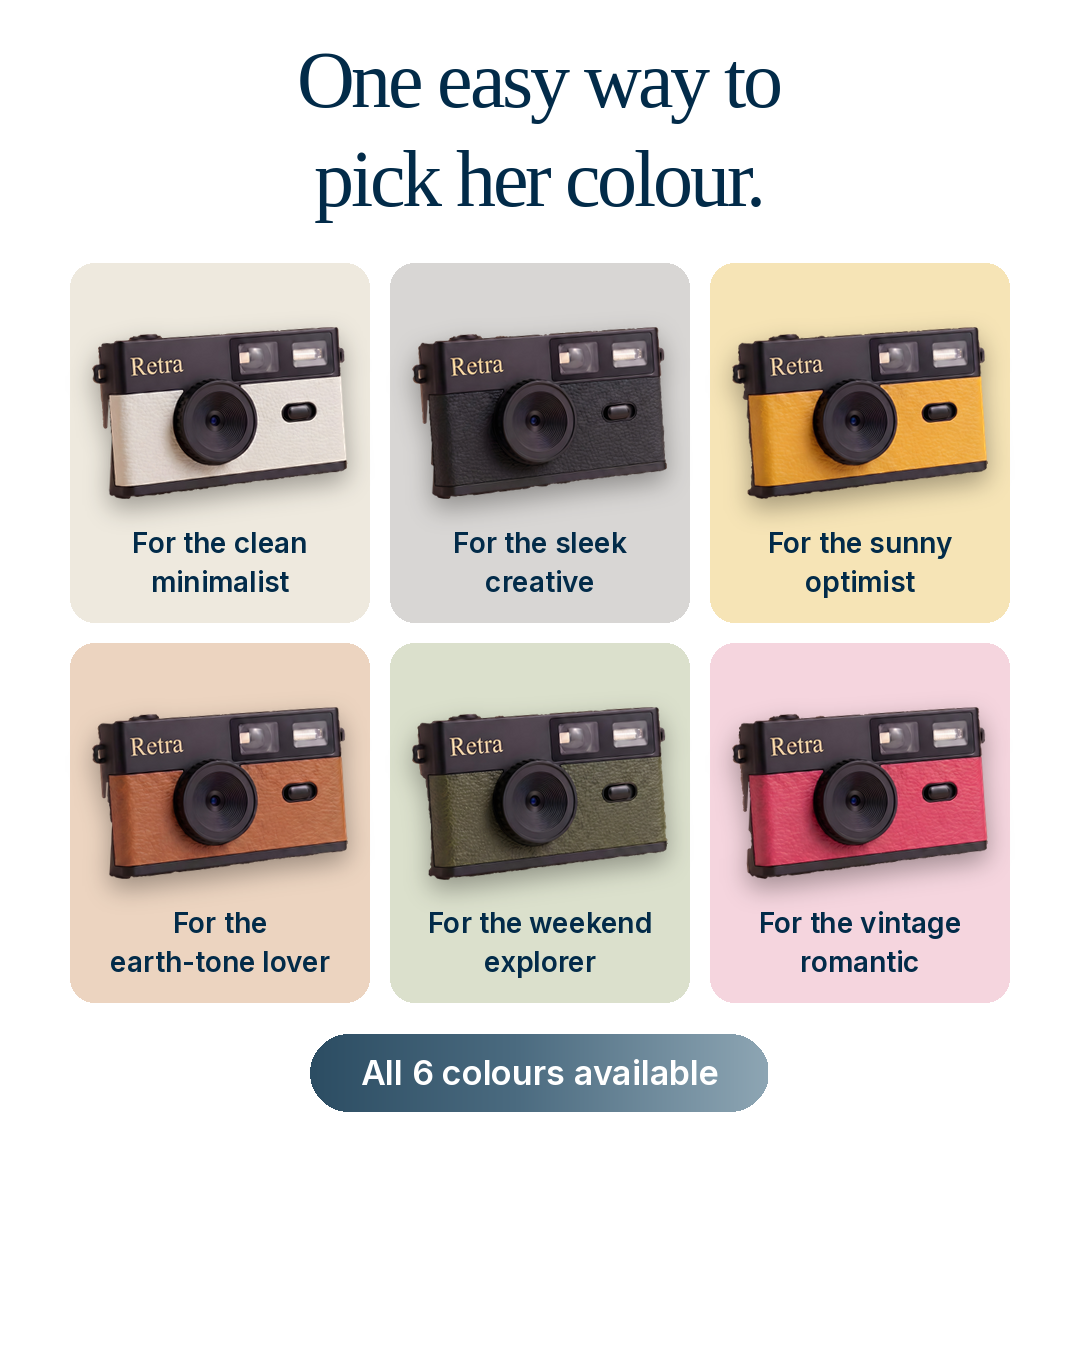 One easy way to
pick her colour.
Retra
Retra
Retra
For the clean
minimalist
For the sleek
creative
For the sunny
optimist
Retra
Retra
Retra
For the
earth-tone lover
For the weekend
explorer
For the vintage
romantic
All 6 colours available